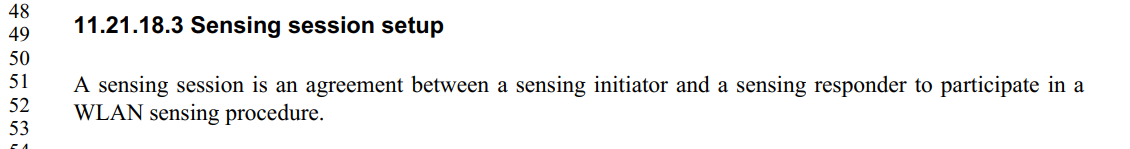 48
49
50
51
52
53
11.21.18.3 Sensing session setup
A sensing session is an agreement between a sensing initiator and a sensing responder to participate in a
WLAN sensing procedure.